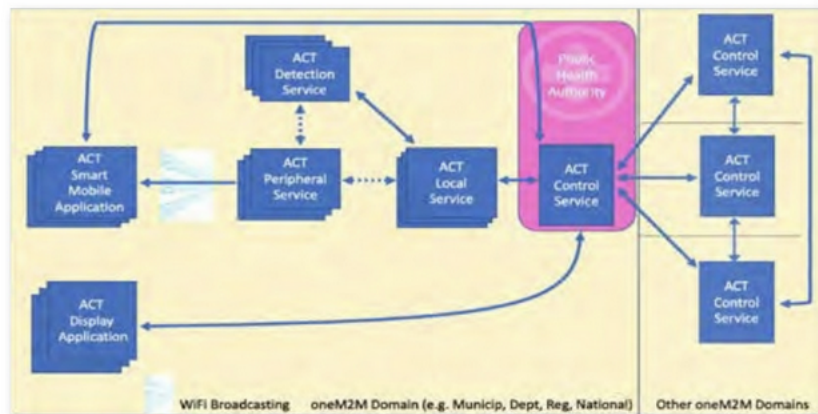 ACT
Detection
Service
Public
Health
Authority
ACT
Control
Service
ACT
Smart
Mobile
Application
ACT
Peripheral
Service
ACT
Local
Service
ACT
Control
Service
ACT
Control
Service
ACT
Display
Application
ACT
Control
Service
WiFi Broadcasting
oneM2M Domain (e.g. Municip, Dept, Reg, National)
Other oneM2M Domains